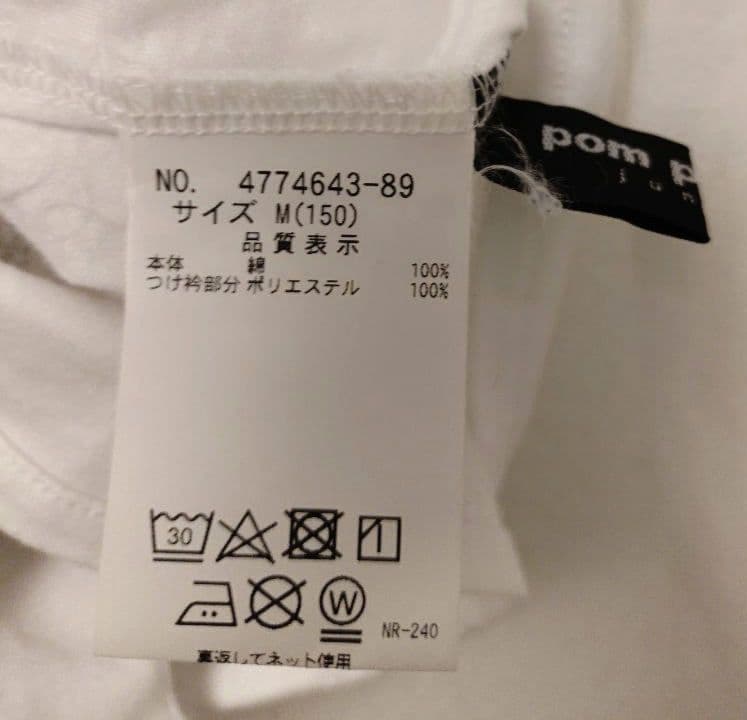 NO. 4774643-89
サイズ M(150)
品質表示
本体 綿 100%
つけ衿部分 ポリエステル 100%
30
W
NR-240
裏返してネット使用
pom p